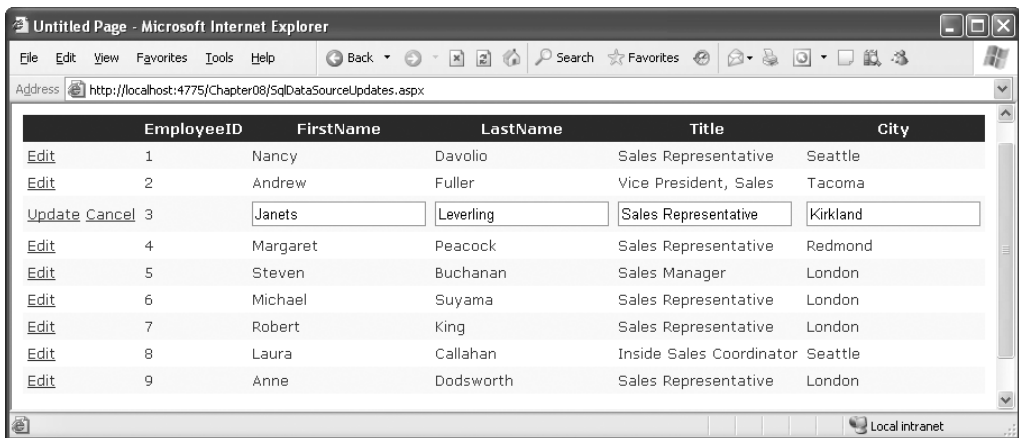 Untitled Page - Microsoft Internet Explorer
File Edit View Favorites Tools Help Back Search Favorites
Address http://localhost:4775/Chapter08/SqlDataSourceUpdates.aspx
EmployeeID FirstName LastName Title City
Edit 1 Nancy Davolio Sales Representative Seattle
Edit 2 Andrew Fuller Vice President, Sales Tacoma
Update Cancel 3 Janets Leverling Sales Representative Kirkland
Edit 4 Margaret Peacock Sales Representative Redmond
Edit 5 Steven Buchanan Sales Manager London
Edit 6 Michael Suyama Sales Representative London
Edit 7 Robert King Sales Representative London
Edit 8 Laura Callahan Inside Sales Coordinator Seattle
Edit 9 Anne Dodsworth Sales Representative London
Local intranet